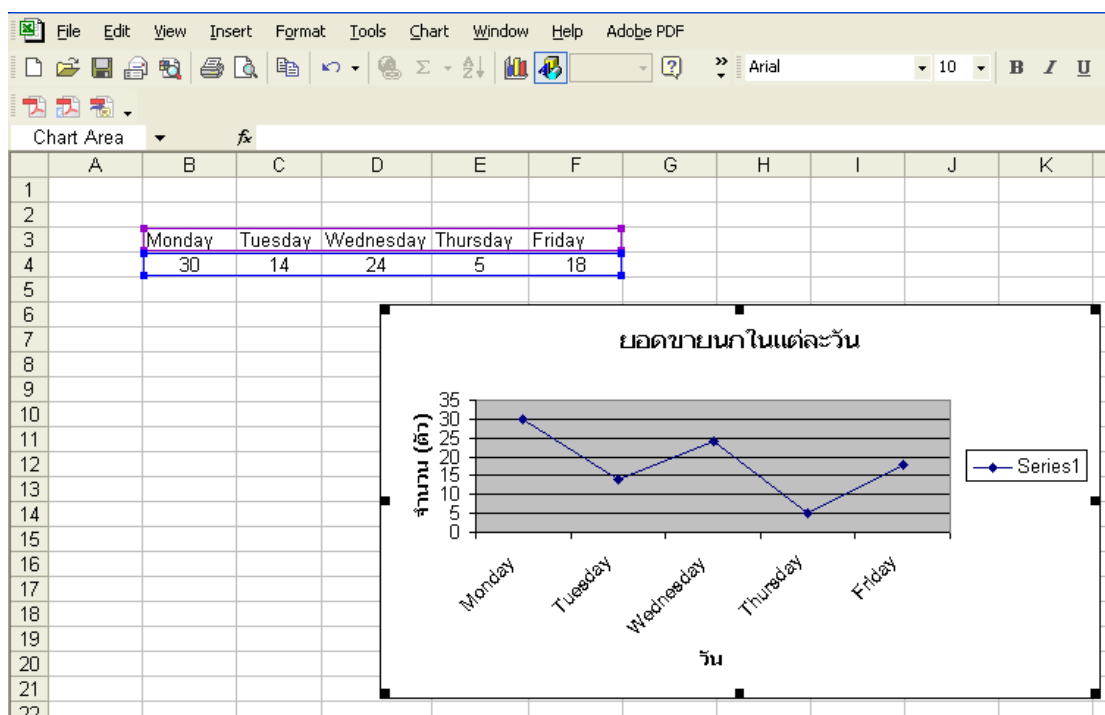 File Edit View Insert Format Tools Chart Window Help Adobe PDF
Arial 10 B I U
Chart Area fx
A B C D E F G H I J K
1
2
3 Monday Tuesday Wednesday Thursday Friday
4 30 14 24 5 18
5
6
7
8
9
10
11
12
13
14
15
16
17
18
19
20
21
22
ยอดขายนกในแต่ละวัน
จำนวน (ตัว)
35
30
25
20
15
10
5
0
Series1
Monday Tuesday Wednesday Thursday Friday
วัน